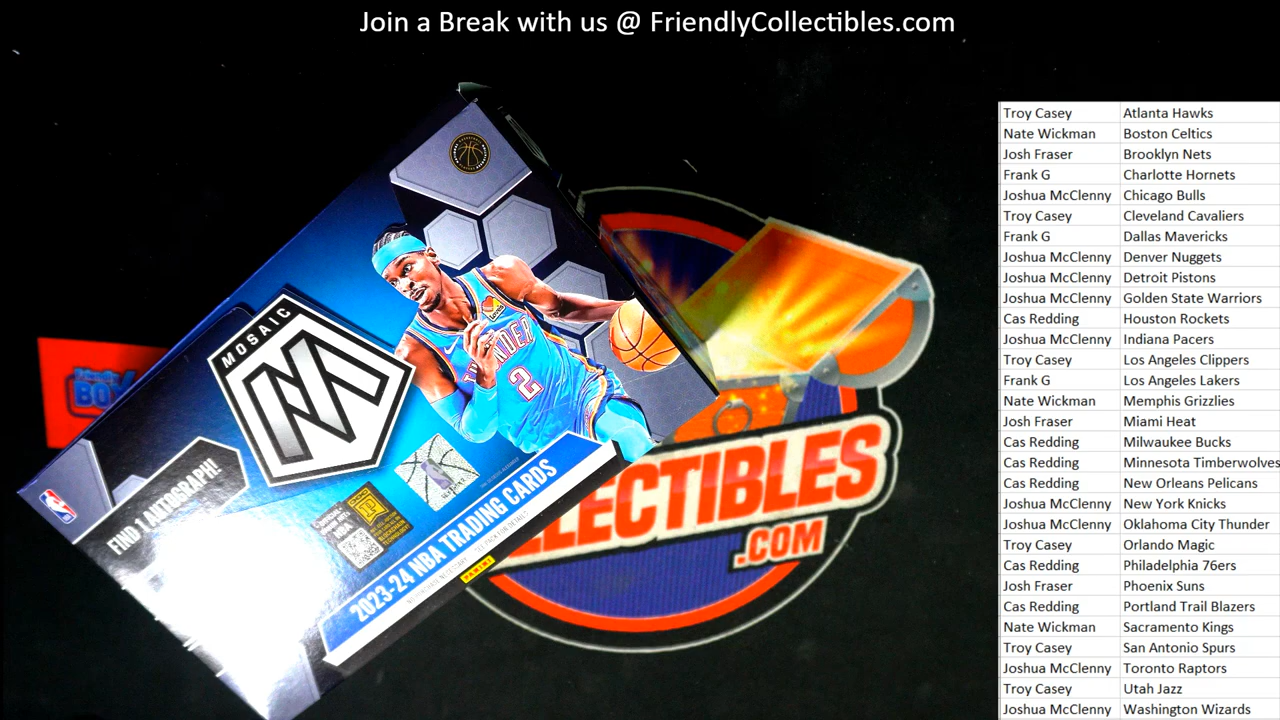 Join a Break with us @ FriendlyCollectibles.com
Troy Casey Atlanta Hawks
Nate Wickman Boston Celtics
Josh Fraser Brooklyn Nets
Frank G Charlotte Hornets
Joshua McClenny Chicago Bulls
Troy Casey Cleveland Cavaliers
Frank G Dallas Mavericks
Joshua McClenny Denver Nuggets
Joshua McClenny Detroit Pistons
Joshua McClenny Golden State Warriors
Cas Redding Houston Rockets
Joshua McClenny Indiana Pacers
Troy Casey Los Angeles Clippers
Frank G Los Angeles Lakers
Nate Wickman Memphis Grizzlies
Josh Fraser Miami Heat
Cas Redding Milwaukee Bucks
Cas Redding Minnesota Timberwolves
Cas Redding New Orleans Pelicans
Joshua McClenny New York Knicks
Joshua McClenny Oklahoma City Thunder
Troy Casey Orlando Magic
Cas Redding Philadelphia 76ers
Josh Fraser Phoenix Suns
Cas Redding Portland Trail Blazers
Nate Wickman Sacramento Kings
Troy Casey San Antonio Spurs
Joshua McClenny Toronto Raptors
Troy Casey Utah Jazz
Joshua McClenny Washington Wizards
MOSAIC
2
FIND 1 AUTOGRAPH!
2023-24 NBA TRADING CARDS
PANINI
LECTIBLES
.COM